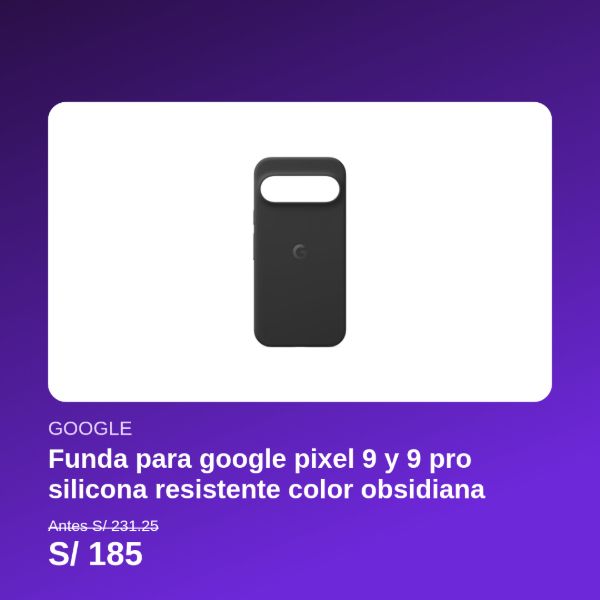 GOOGLE
Funda para google pixel 9 y 9 pro
silicona resistente color obsidiana
Antes S/ 231.25
S/ 185